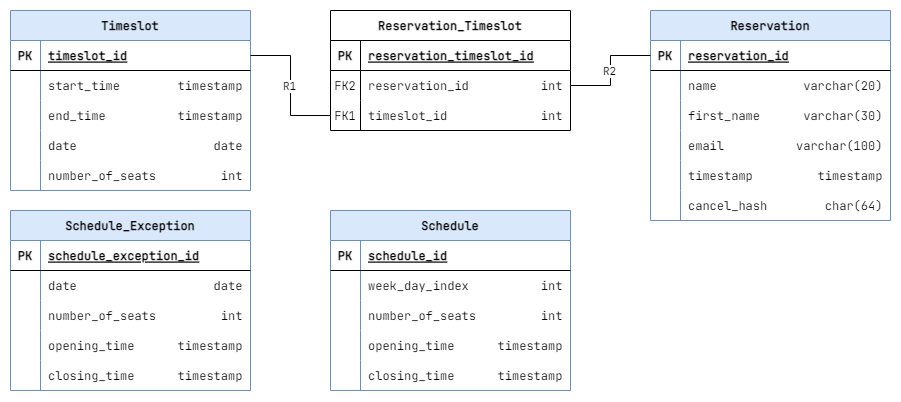 Timeslot
PK timeslot_id
start_time timestamp
end_time timestamp
date date
number_of_seats int
R1
Reservation_Timeslot
PK reservation_timeslot_id
FK2 reservation_id int
FK1 timeslot_id int
R2
Reservation
PK reservation_id
name varchar(20)
first_name varchar(30)
email varchar(100)
timestamp timestamp
cancel_hash char(64)
Schedule_Exception
PK schedule_exception_id
date date
number_of_seats int
opening_time timestamp
closing_time timestamp
Schedule
PK schedule_id
week_day_index int
number_of_seats int
opening_time timestamp
closing_time timestamp